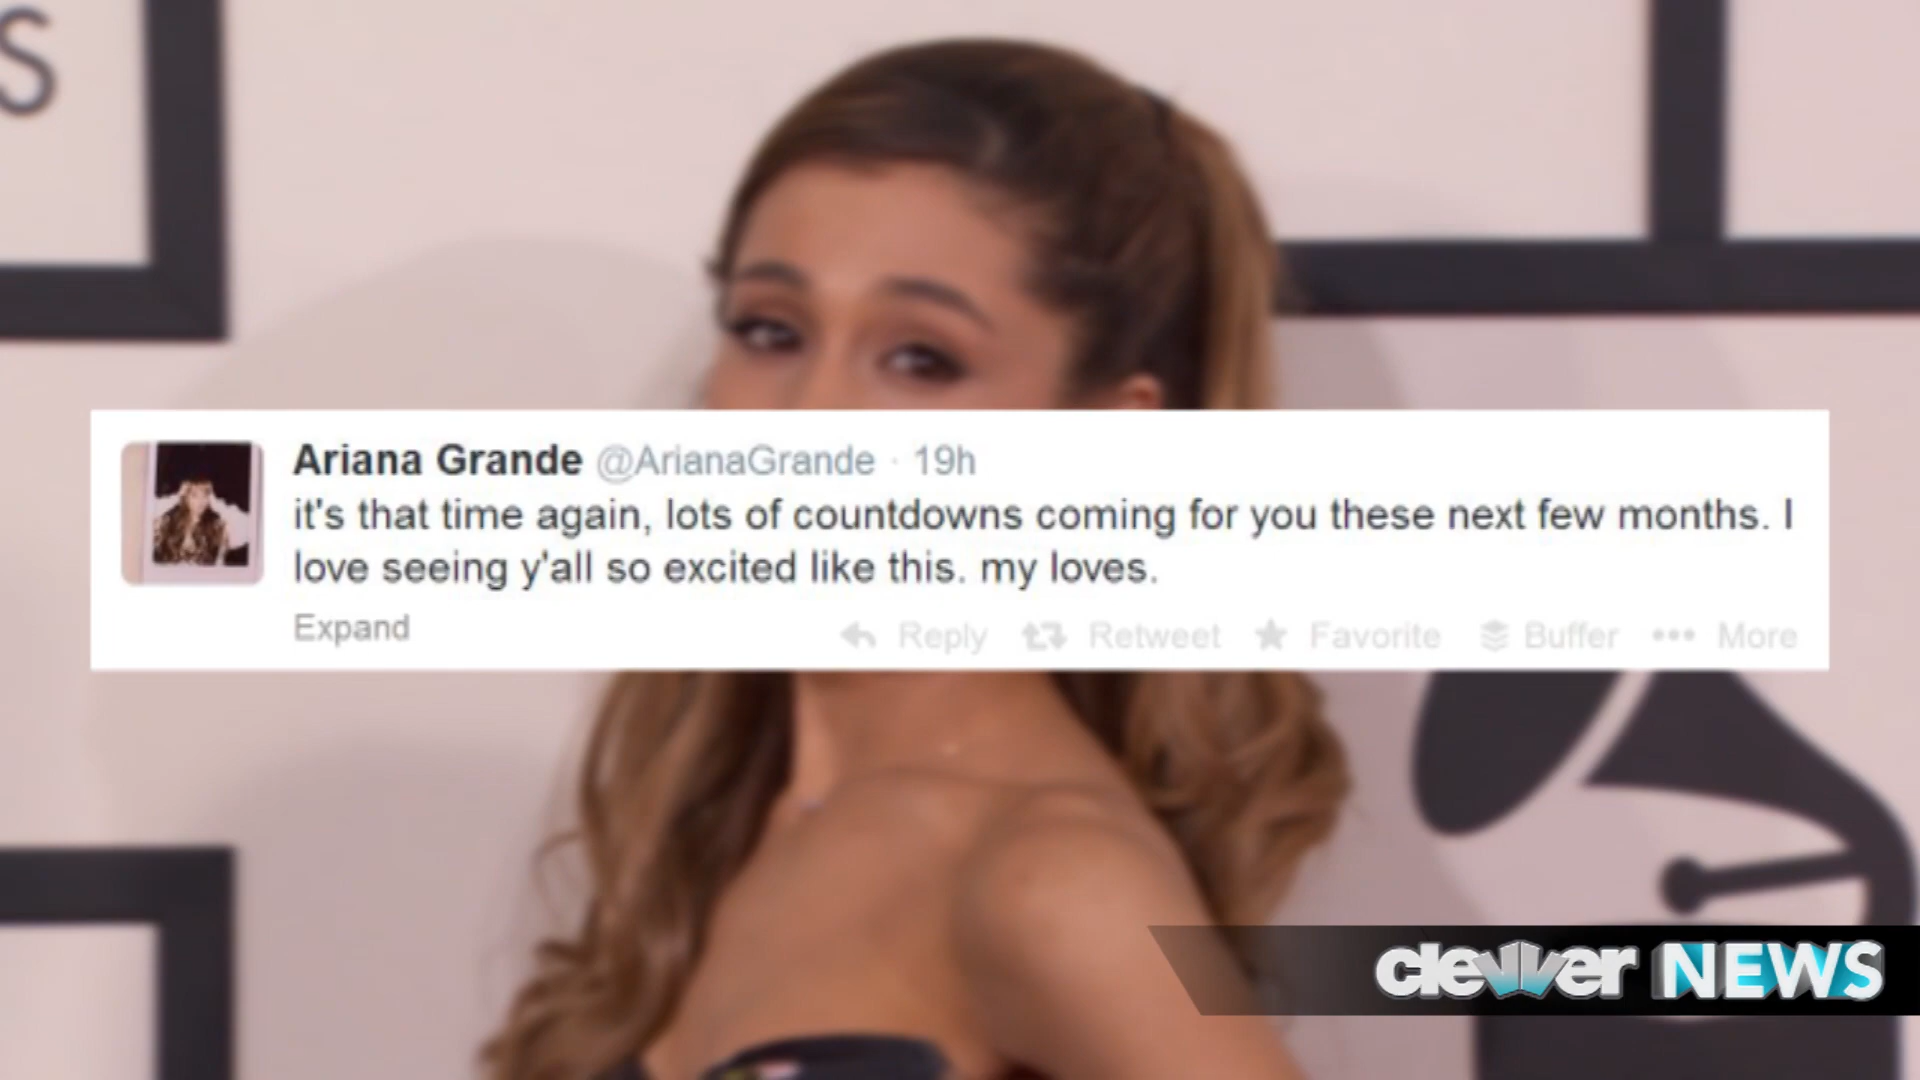 S
Ariana Grande @ArianaGrande · 19h
it's that time again, lots of countdowns coming for you these next few months. I
love seeing y'all so excited like this. my loves.
Expand Reply Retweet Favorite Buffer ••• More
clevver NEWS